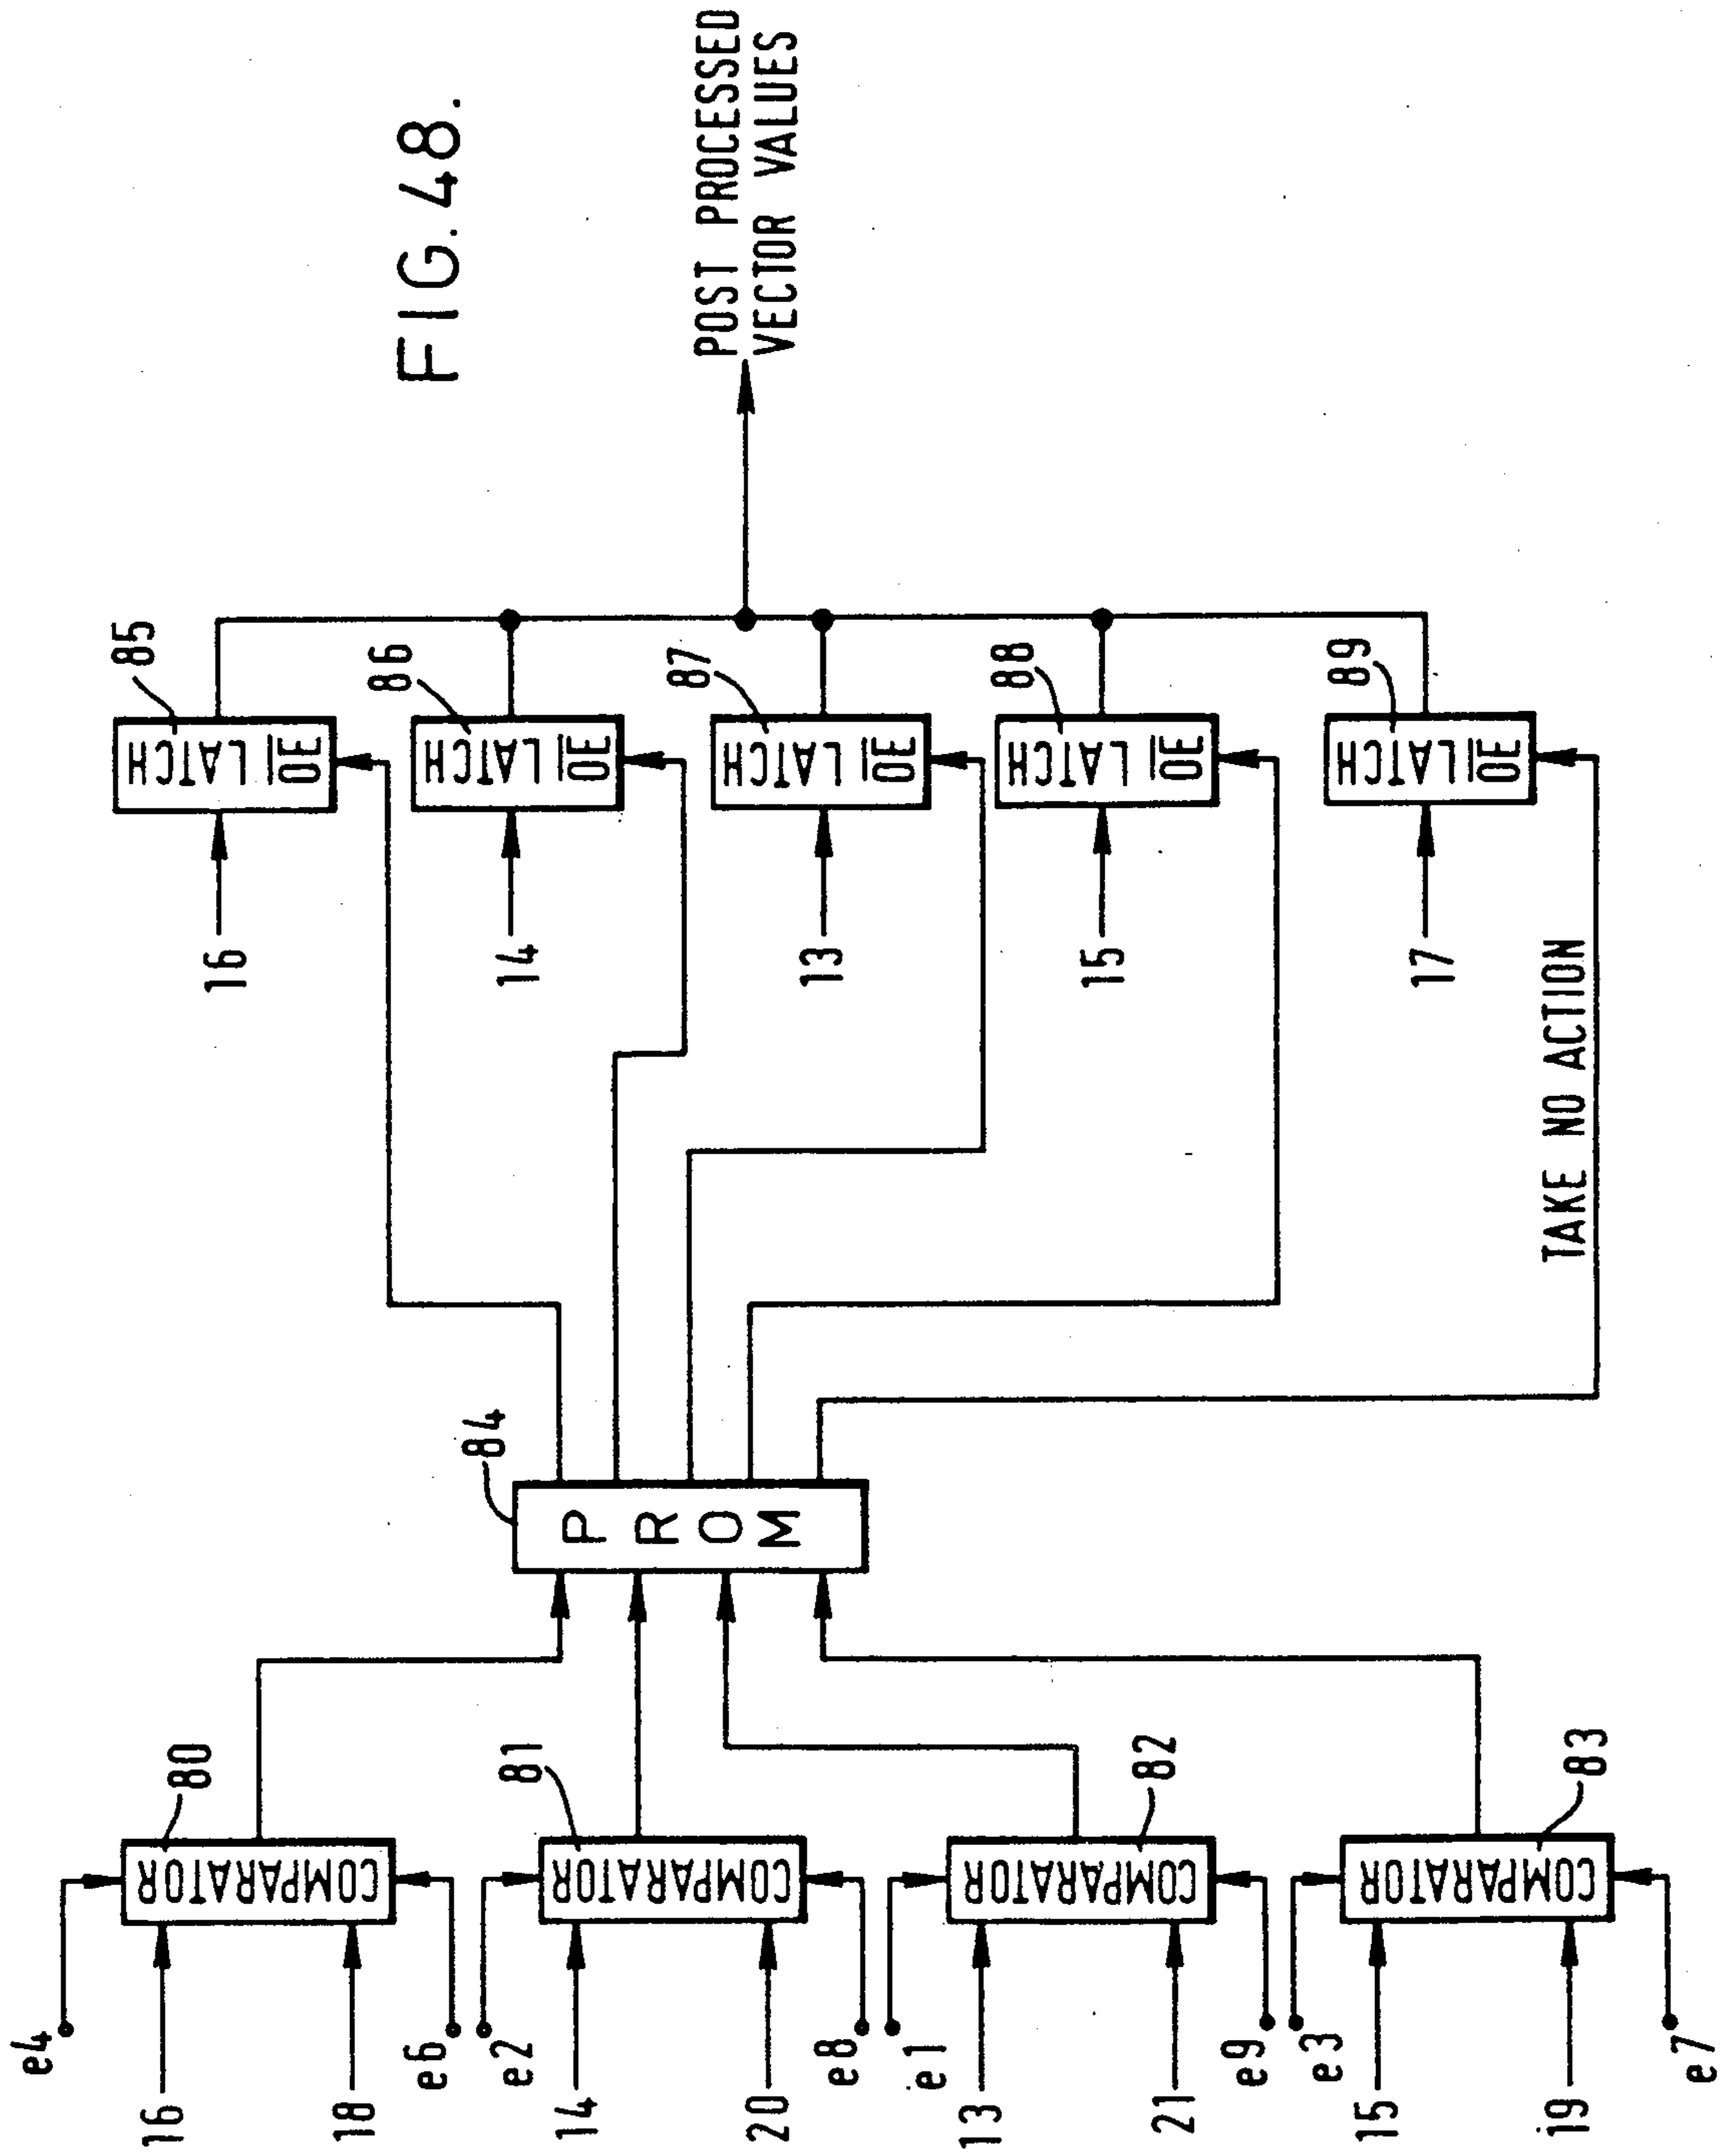 FIG. 48.
e4
16
18
e6
COMPARATOR
80
e2
14
20
e8
COMPARATOR
81
e1
13
21
e9
COMPARATOR
82
e3
15
19
e7
COMPARATOR
83
PROM
84
16
LATCH
OE
85
14
LATCH
OE
86
13
LATCH
OE
87
15
LATCH
OE
88
17
LATCH
OE
89
TAKE NO ACTION
POST PROCESSED
VECTOR VALUES